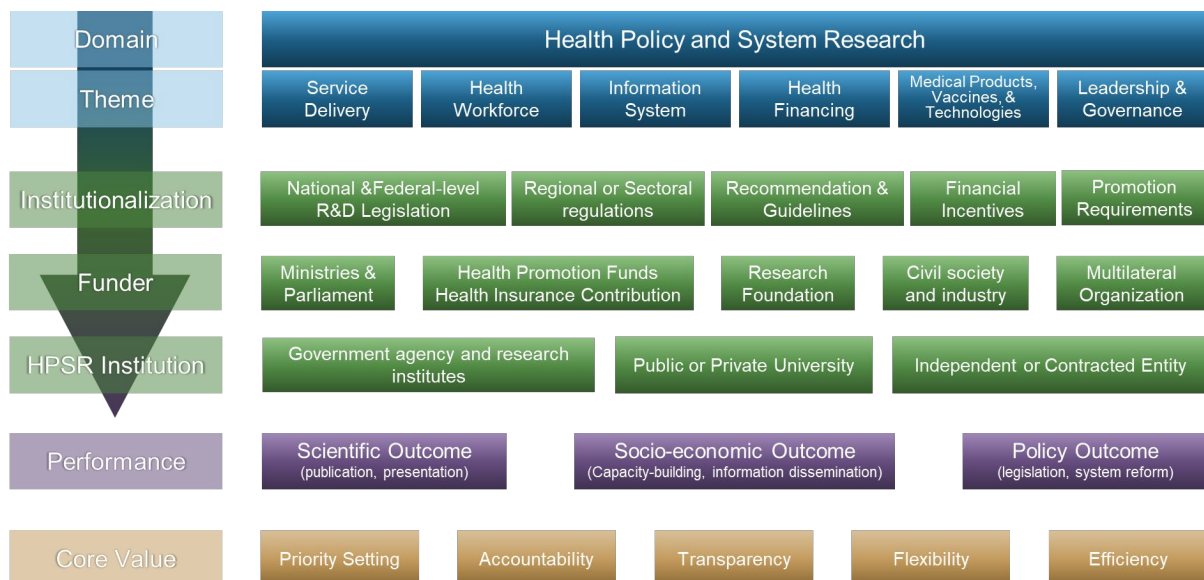 Domain
Health Policy and System Research
Theme
Service
Delivery
Health
Workforce
Information
System
Health
Financing
Medical Products,
Vaccines, &
Technologies
Leadership &
Governance
Institutionalization
National &Federal-level
R&D Legislation
Regional or Sectoral
regulations
Recommendation &
Guidelines
Financial
Incentives
Promotion
Requirements
Funder
Ministries &
Parliament
Health Promotion Funds
Health Insurance Contribution
Research
Foundation
Civil society
and industry
Multilateral
Organization
HPSR Institution
Government agency and research
institutes
Public or Private University
Independent or Contracted Entity
Performance
Scientific Outcome
(publication, presentation)
Socio-economic Outcome
(Capacity-building, information dissemination)
Policy Outcome
(legislation, system reform)
Core Value
Priority Setting
Accountability
Transparency
Flexibility
Efficiency